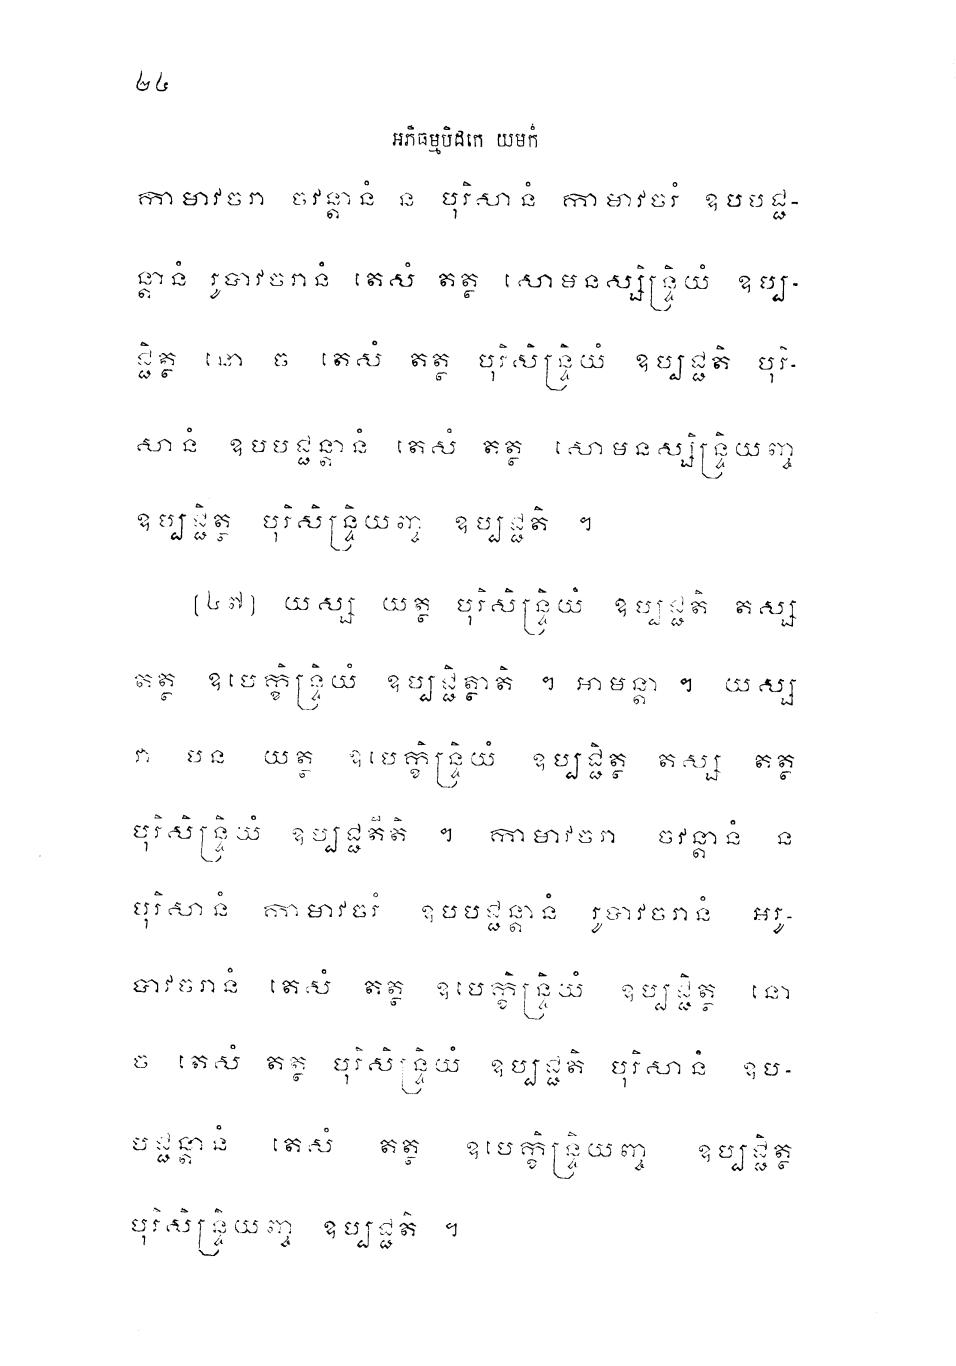 ២៤
អភិធម្មបិដកេ យមកំ
កាមាវចរា ចវន្តានំ ន បុរិសានំ កាមាវចរំ ឧបបជ្ជ-
ន្តានំ រូបាវចរានំ តេសំ តត្ថ សោមនស្សិន្ទ្រិយំ ឧប្ប-
ជ្ជិត្ថ នោ ច តេសំ តត្ថ បុរិសិន្ទ្រិយំ ឧប្បជ្ជតិ បុរិ-
សានំ ឧបបជ្ជន្តានំ តេសំ តត្ថ សោមនស្សិន្ទ្រិយញ្ច
ឧប្បជ្ជិត្ថ បុរិសិន្ទ្រិយញ្ច ឧប្បជ្ជតិ ។
[៤៧] យស្ស យត្ថ បុរិសិន្ទ្រិយំ ឧប្បជ្ជតិ តស្ស
តត្ថ ឧបេក្ខិន្ទ្រិយំ ឧប្បជ្ជិត្ថាតិ ។ អាមន្តា ។ យស្ស
វា បន យត្ថ ឧបេក្ខិន្ទ្រិយំ ឧប្បជ្ជិត្ថ តស្ស តត្ថ
បុរិសិន្ទ្រិយំ ឧប្បជ្ជតីតិ ។ កាមាវចរា ចវន្តានំ ន
បុរិសានំ កាមាវចរំ ឧបបជ្ជន្តានំ រូបាវចរានំ អរូ-
បាវចរានំ តេសំ តត្ថ ឧបេក្ខិន្ទ្រិយំ ឧប្បជ្ជិត្ថ នោ
ច តេសំ តត្ថ បុរិសិន្ទ្រិយំ ឧប្បជ្ជតិ បុរិសានំ ឧប-
បជ្ជន្តានំ តេសំ តត្ថ ឧបេក្ខិន្ទ្រិយញ្ច ឧប្បជ្ជិត្ថ
បុរិសិន្ទ្រិយញ្ច ឧប្បជ្ជតិ ។